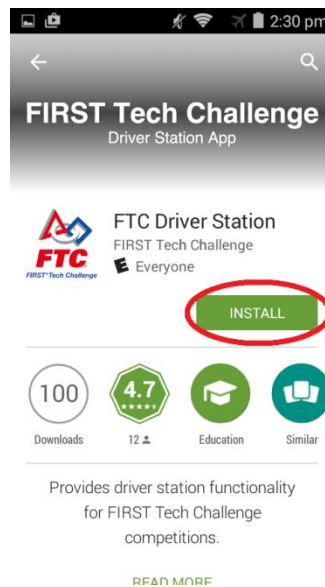 2:30 pm
FIRST Tech Challenge
Driver Station App
FTC Driver Station
FIRST Tech Challenge
E Everyone
FTC
FIRST Tech Challenge
INSTALL
100
4.7
Downloads
12
Education
Similar
Provides driver station functionality
for FIRST Tech Challenge
competitions.
READ MORE